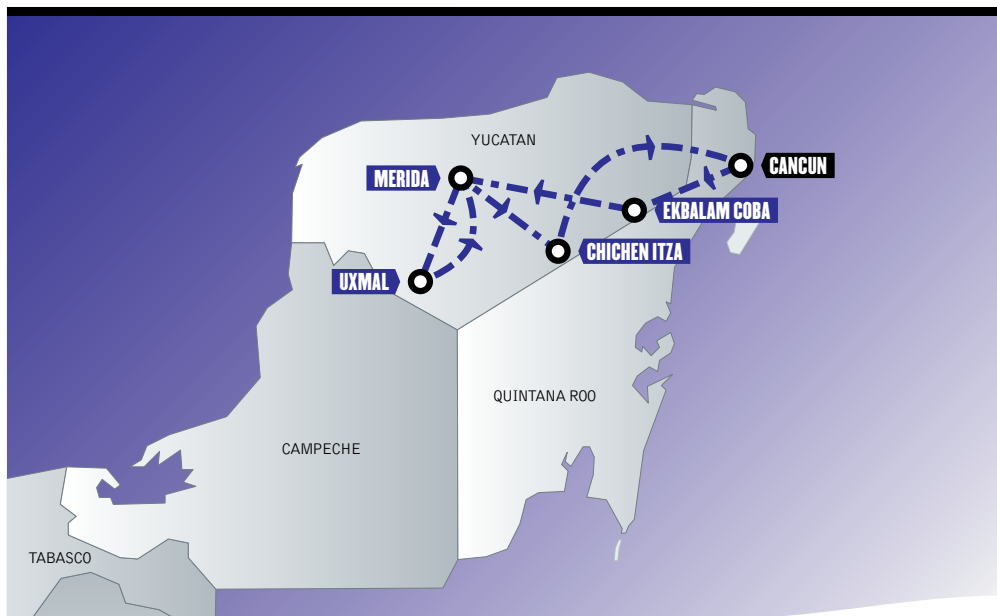 YUCATAN
MERIDA
CANCUN
EKBALAM COBA
CHICHEN ITZA
UXMAL
QUINTANA ROO
CAMPECHE
TABASCO